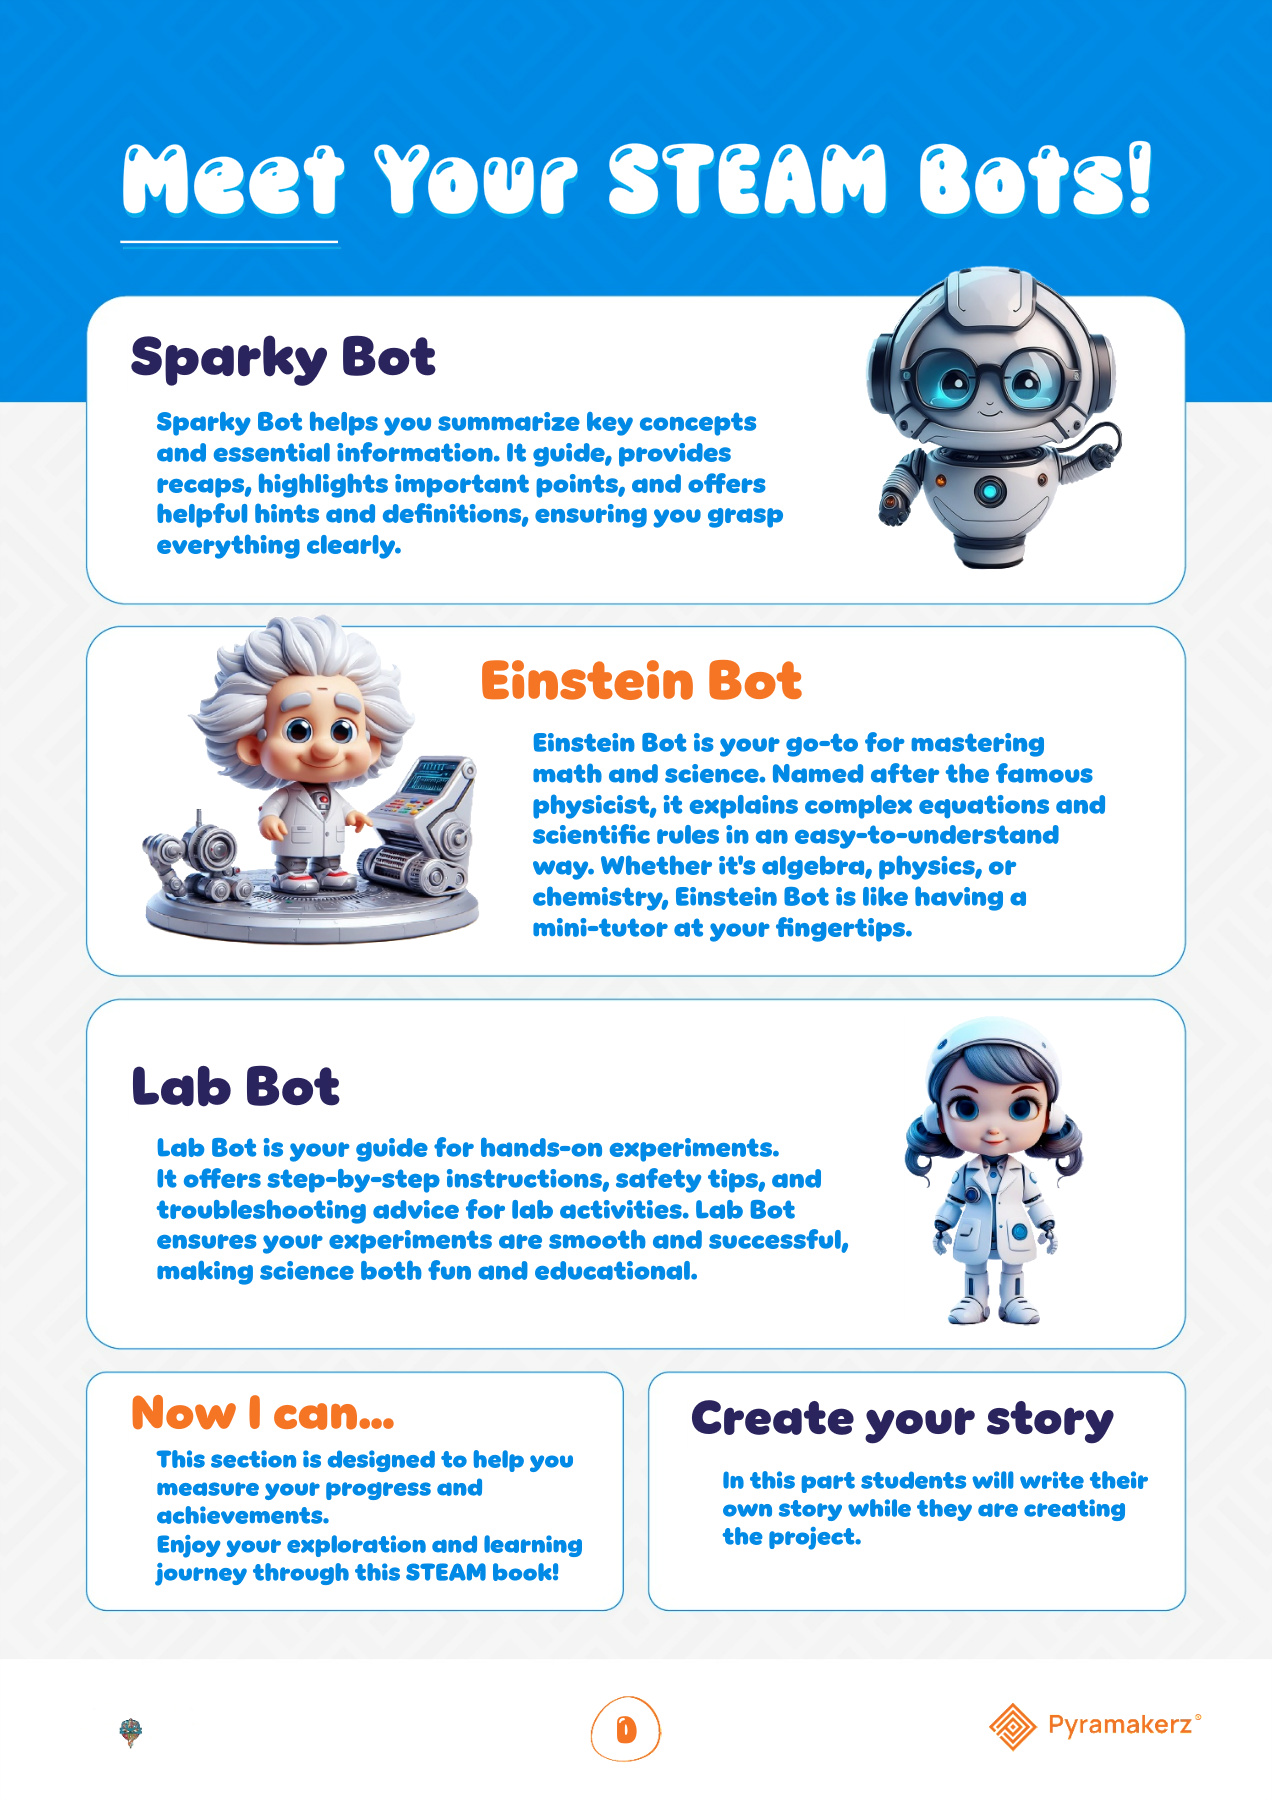 Meet Your STEAM Bots!
Sparky Bot
Sparky Bot helps you summarize key concepts
and essential information. It guide, provides
recaps, highlights important points, and offers
helpful hints and definitions, ensuring you grasp
everything clearly.
Einstein Bot
Einstein Bot is your go-to for mastering
math and science. Named after the famous
physicist, it explains complex equations and
scientific rules in an easy-to-understand
way. Whether it's algebra, physics, or
chemistry, Einstein Bot is like having a
mini-tutor at your fingertips.
Lab Bot
Lab Bot is your guide for hands-on experiments.
It offers step-by-step instructions, safety tips, and
troubleshooting advice for lab activities. Lab Bot
ensures your experiments are smooth and successful,
making science both fun and educational.
Now I can...
This section is designed to help you
measure your progress and
achievements.
Enjoy your exploration and learning
journey through this STEAM book!
Create your story
In this part students will write their
own story while they are creating
the project.
D
Pyramakerz®